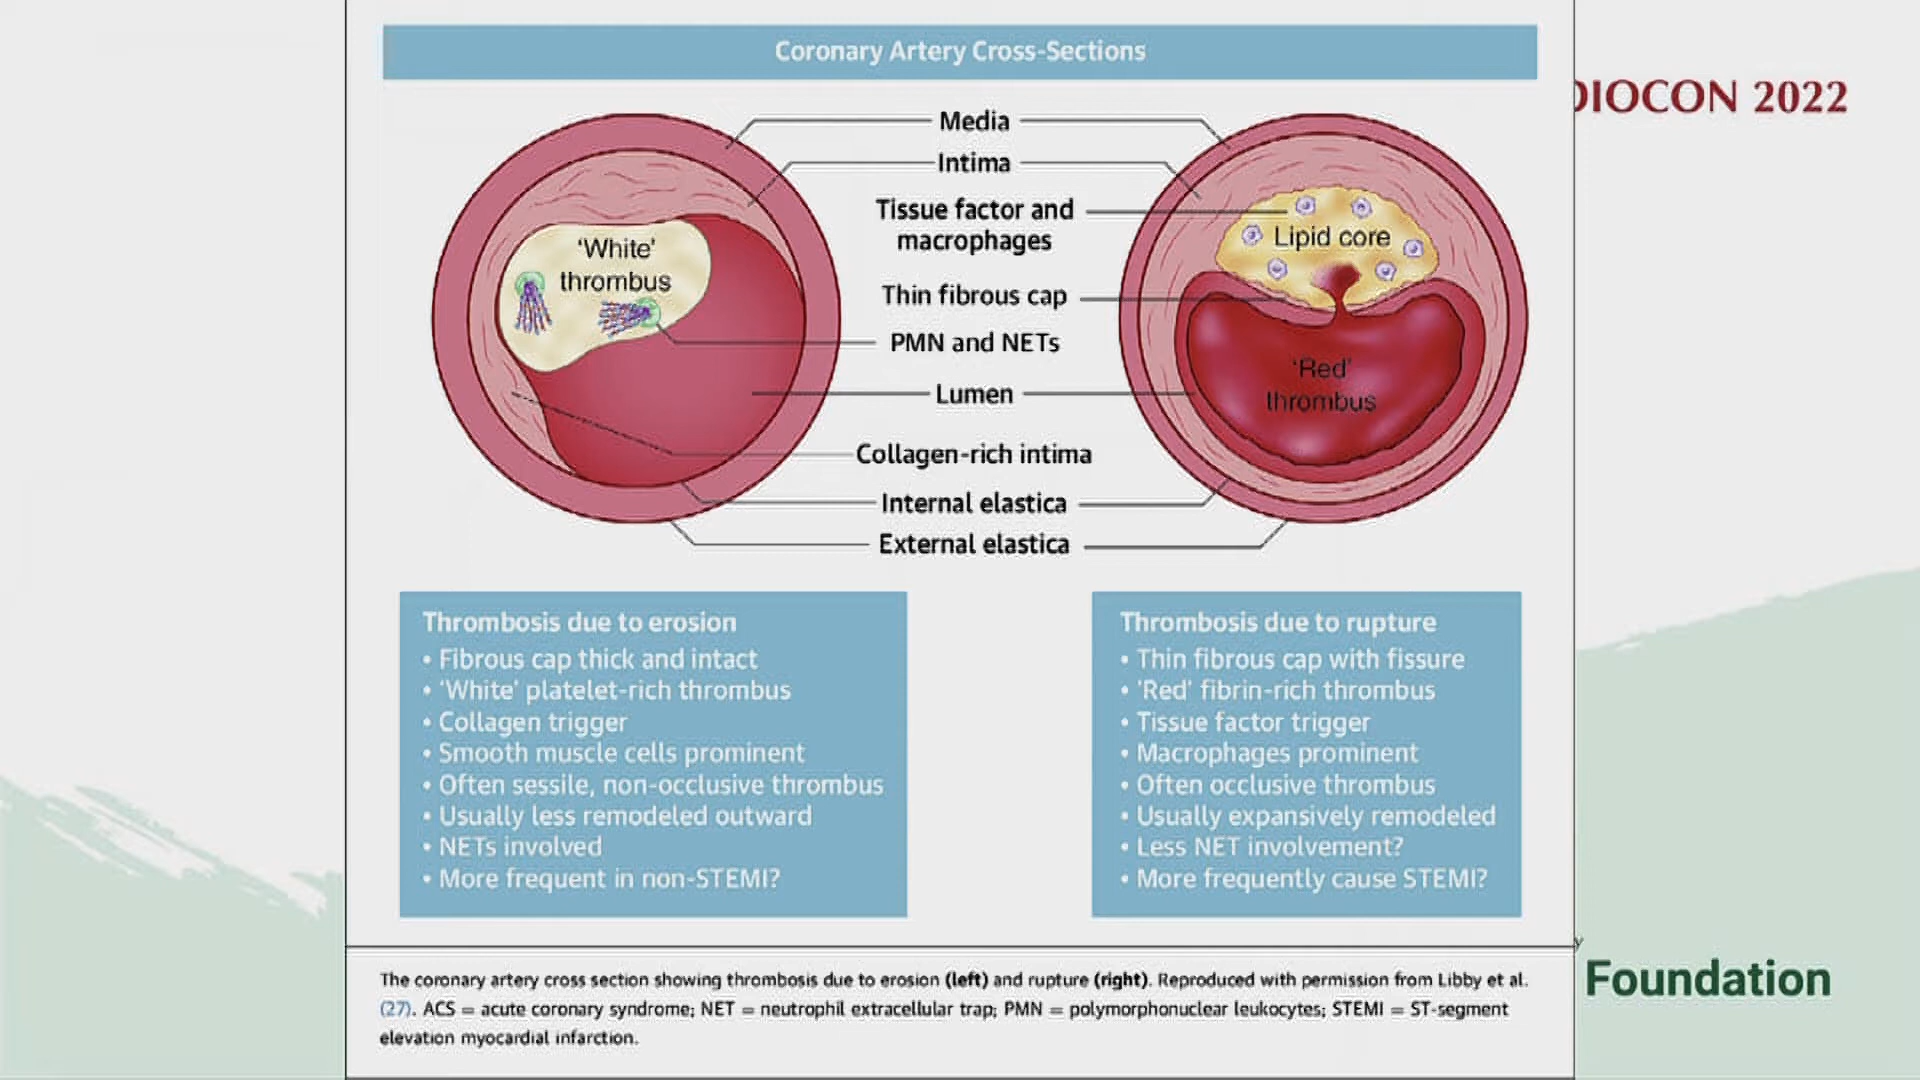 Coronary Artery Cross-Sections
DIOCON 2022
Media
Intima
Tissue factor and
macrophages
Thin fibrous cap
PMN and NETs
Lumen
Collagen-rich intima
Internal elastica
External elastica
'White'
thrombus
Lipid core
'Red'
thrombus
Thrombosis due to erosion
• Fibrous cap thick and intact
• 'White' platelet-rich thrombus
• Collagen trigger
• Smooth muscle cells prominent
• Often sessile, non-occlusive thrombus
• Usually less remodeled outward
• NETs involved
• More frequent in non-STEMI?
Thrombosis due to rupture
• Thin fibrous cap with fissure
• 'Red' fibrin-rich thrombus
• Tissue factor trigger
• Macrophages prominent
• Often occlusive thrombus
• Usually expansively remodeled
• Less NET involvement?
• More frequently cause STEMI?
The coronary artery cross section showing thrombosis due to erosion (left) and rupture (right). Reproduced with permission from Libby et al.
(27). ACS = acute coronary syndrome; NET = neutrophil extracellular trap; PMN = polymorphonuclear leukocytes; STEMI = ST-segment
elevation myocardial infarction.
y
Foundation